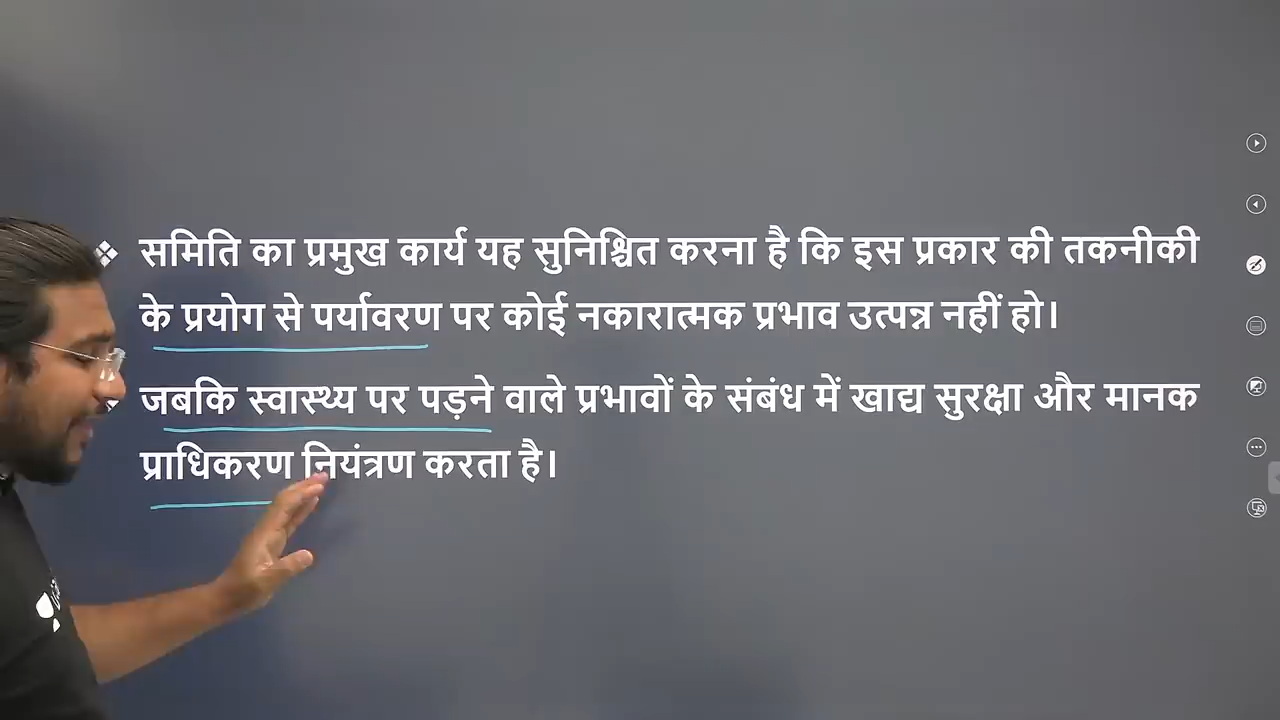 समिति का प्रमुख कार्य यह सुनिश्चित करना है कि इस प्रकार की तकनीकी
के प्रयोग से पर्यावरण पर कोई नकारात्मक प्रभाव उत्पन्न नहीं हो।
जबकि स्वास्थ्य पर पड़ने वाले प्रभावों के संबंध में खाद्य सुरक्षा और मानक
प्राधिकरण नियंत्रण करता है।